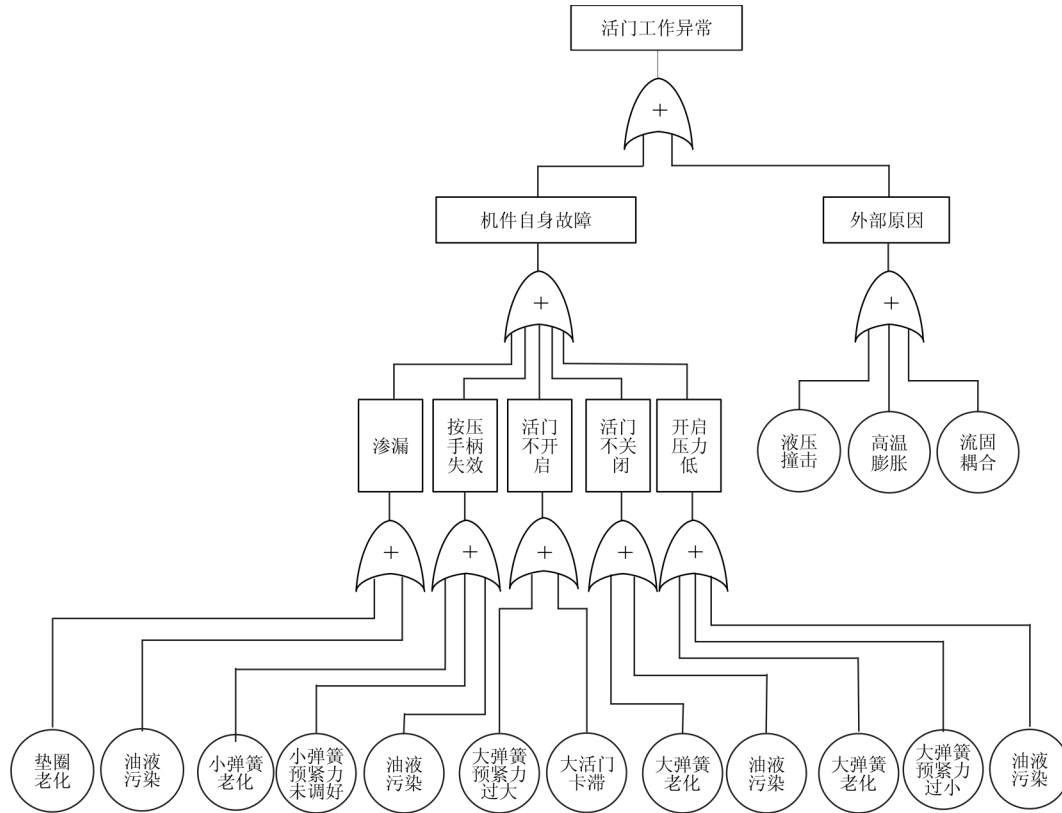 活门工作异常
+
机件自身故障
外部原因
+
+
渗漏
按压
手柄
失效
活门
不开
启
活门
不关
闭
开启
压力
低
液压
撞击
高温
膨胀
流固
耦合
+
+
+
+
+
垫圈
老化
油液
污染
小弹簧
老化
小弹簧
预紧力
未调好
油液
污染
大弹簧
预紧力
过大
大活门
卡滞
大弹簧
老化
油液
污染
大弹簧
老化
大弹簧
预紧力
过小
油液
污染